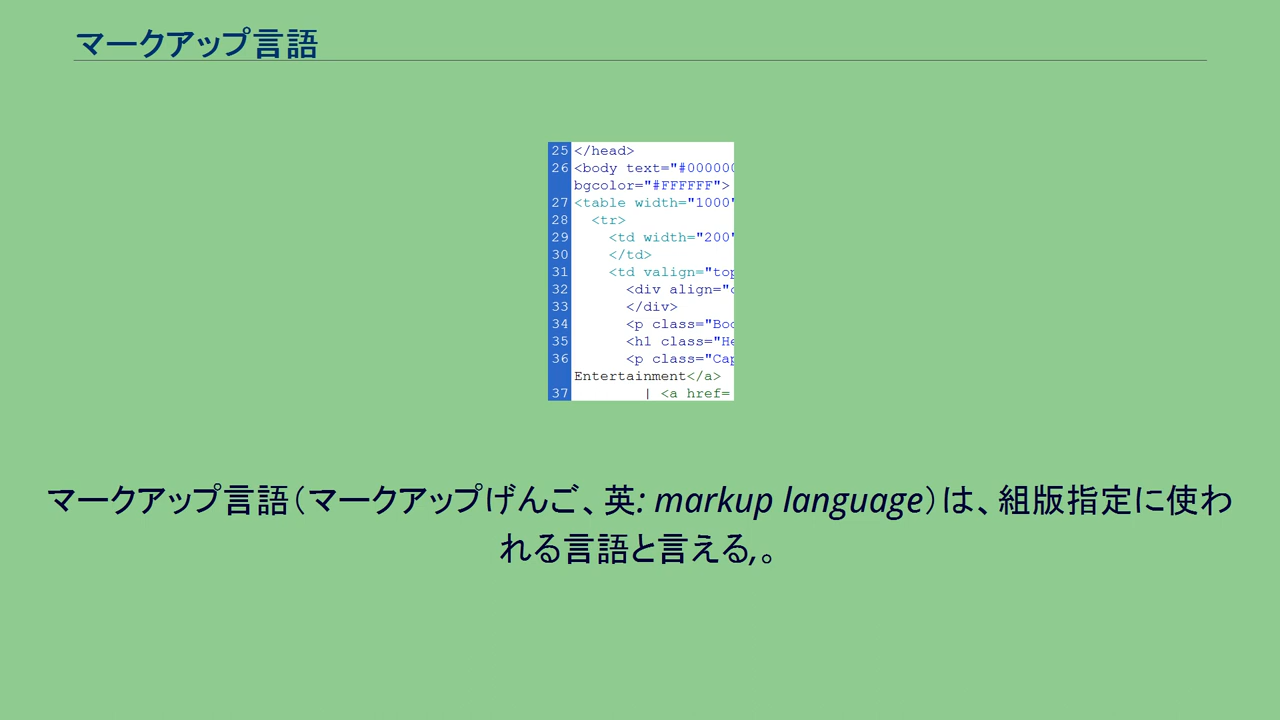 マークアップ言語
25 </head>
26 <body text="#000000
bgcolor="#FFFFFF">
27 <table width="1000"
28 <tr>
29 <td width="200"
30 </td>
31 <td valign="top
32 <div align="c
33 </div>
34 <p class="Bod
35 <h1 class="He
36 <p class="Cap
Entertainment</a>
37 | <a href=
マークアップ言語（マークアップげんご、英: markup language）は、組版指定に使わ
れる言語と言える,。